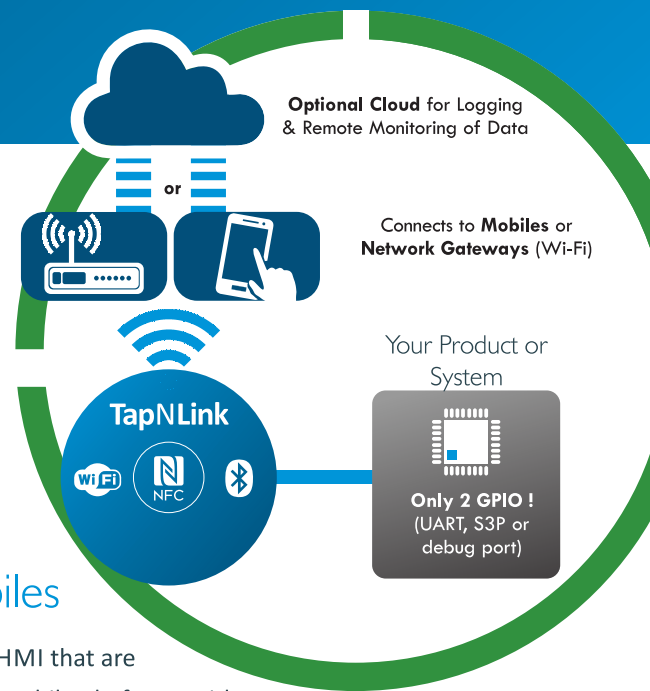 Optional Cloud for Logging
& Remote Monitoring of Data
or
Connects to Mobiles or
Network Gateways (Wi-Fi)
Your Product or
System
TapNLink
WiFi
NFC
Only 2 GPIO !
(UART, S3P or
debug port)
HMI that are